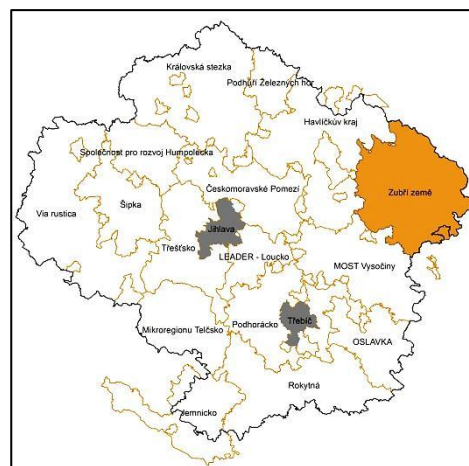 Královská stezka
Podhůří Železných hor
Havlíčkův kraj
Společnost pro rozvoj Humpolecka
Českomoravské Pomezí
Zubří země
Via rustica
Šipka
Jihlava
Třešťsko
LEADER - Loucko
MOST Vysočiny
Mikroregionu Telčsko
Podhorácko
Třebíč
OSLAVKA
Rokytná
Jemnicko